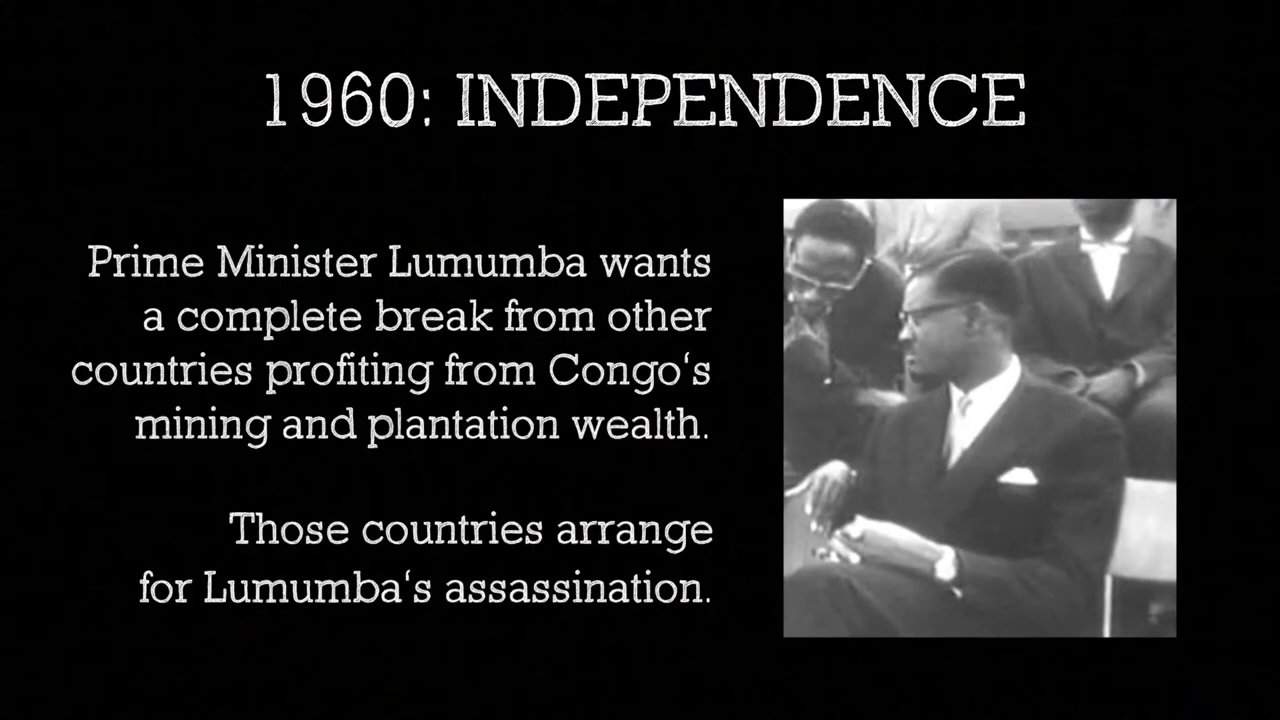 1960: INDEPENDENCE
Prime Minister Lumumba wants
a complete break from other
countries profiting from Congo‘s
mining and plantation wealth.
Those countries arrange
for Lumumba‘s assassination.